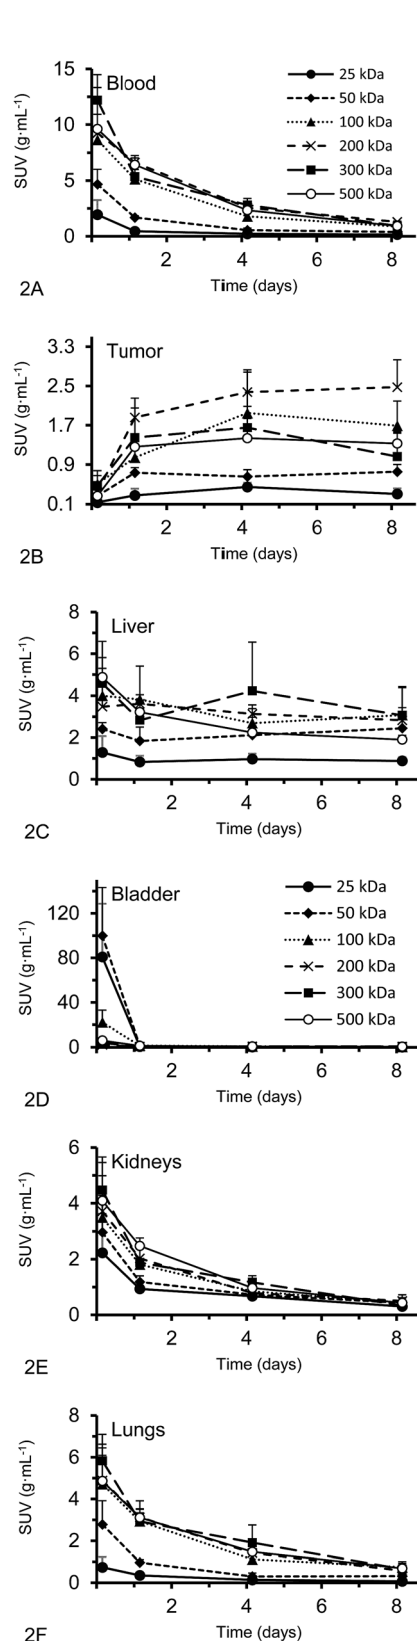 15
Blood
25 kDa
50 kDa
10
100 kDa
200 kDa
300 kDa
5
500 kDa
SUV (g·mL-1)
0
2 4 6 8
Time (days)
2A
3.3
Tumor
2.5
1.7
0.9
0.1
SUV (g·mL-1)
2 4 6 8
Time (days)
2B
8
Liver
6
4
2
0
SUV (g·mL-1)
2 4 6 8
Time (days)
2C
Bladder
25 kDa
120
50 kDa
100 kDa
80
200 kDa
40
300 kDa
500 kDa
0
SUV (g·mL-1)
2 4 6 8
Time (days)
2D
6
Kidneys
4
2
0
SUV (g·mL-1)
2 4 6 8
Time (days)
2E
8
Lungs
6
4
2
0
SUV (g·mL-1)
2 4 6 8
Time (days)
2F